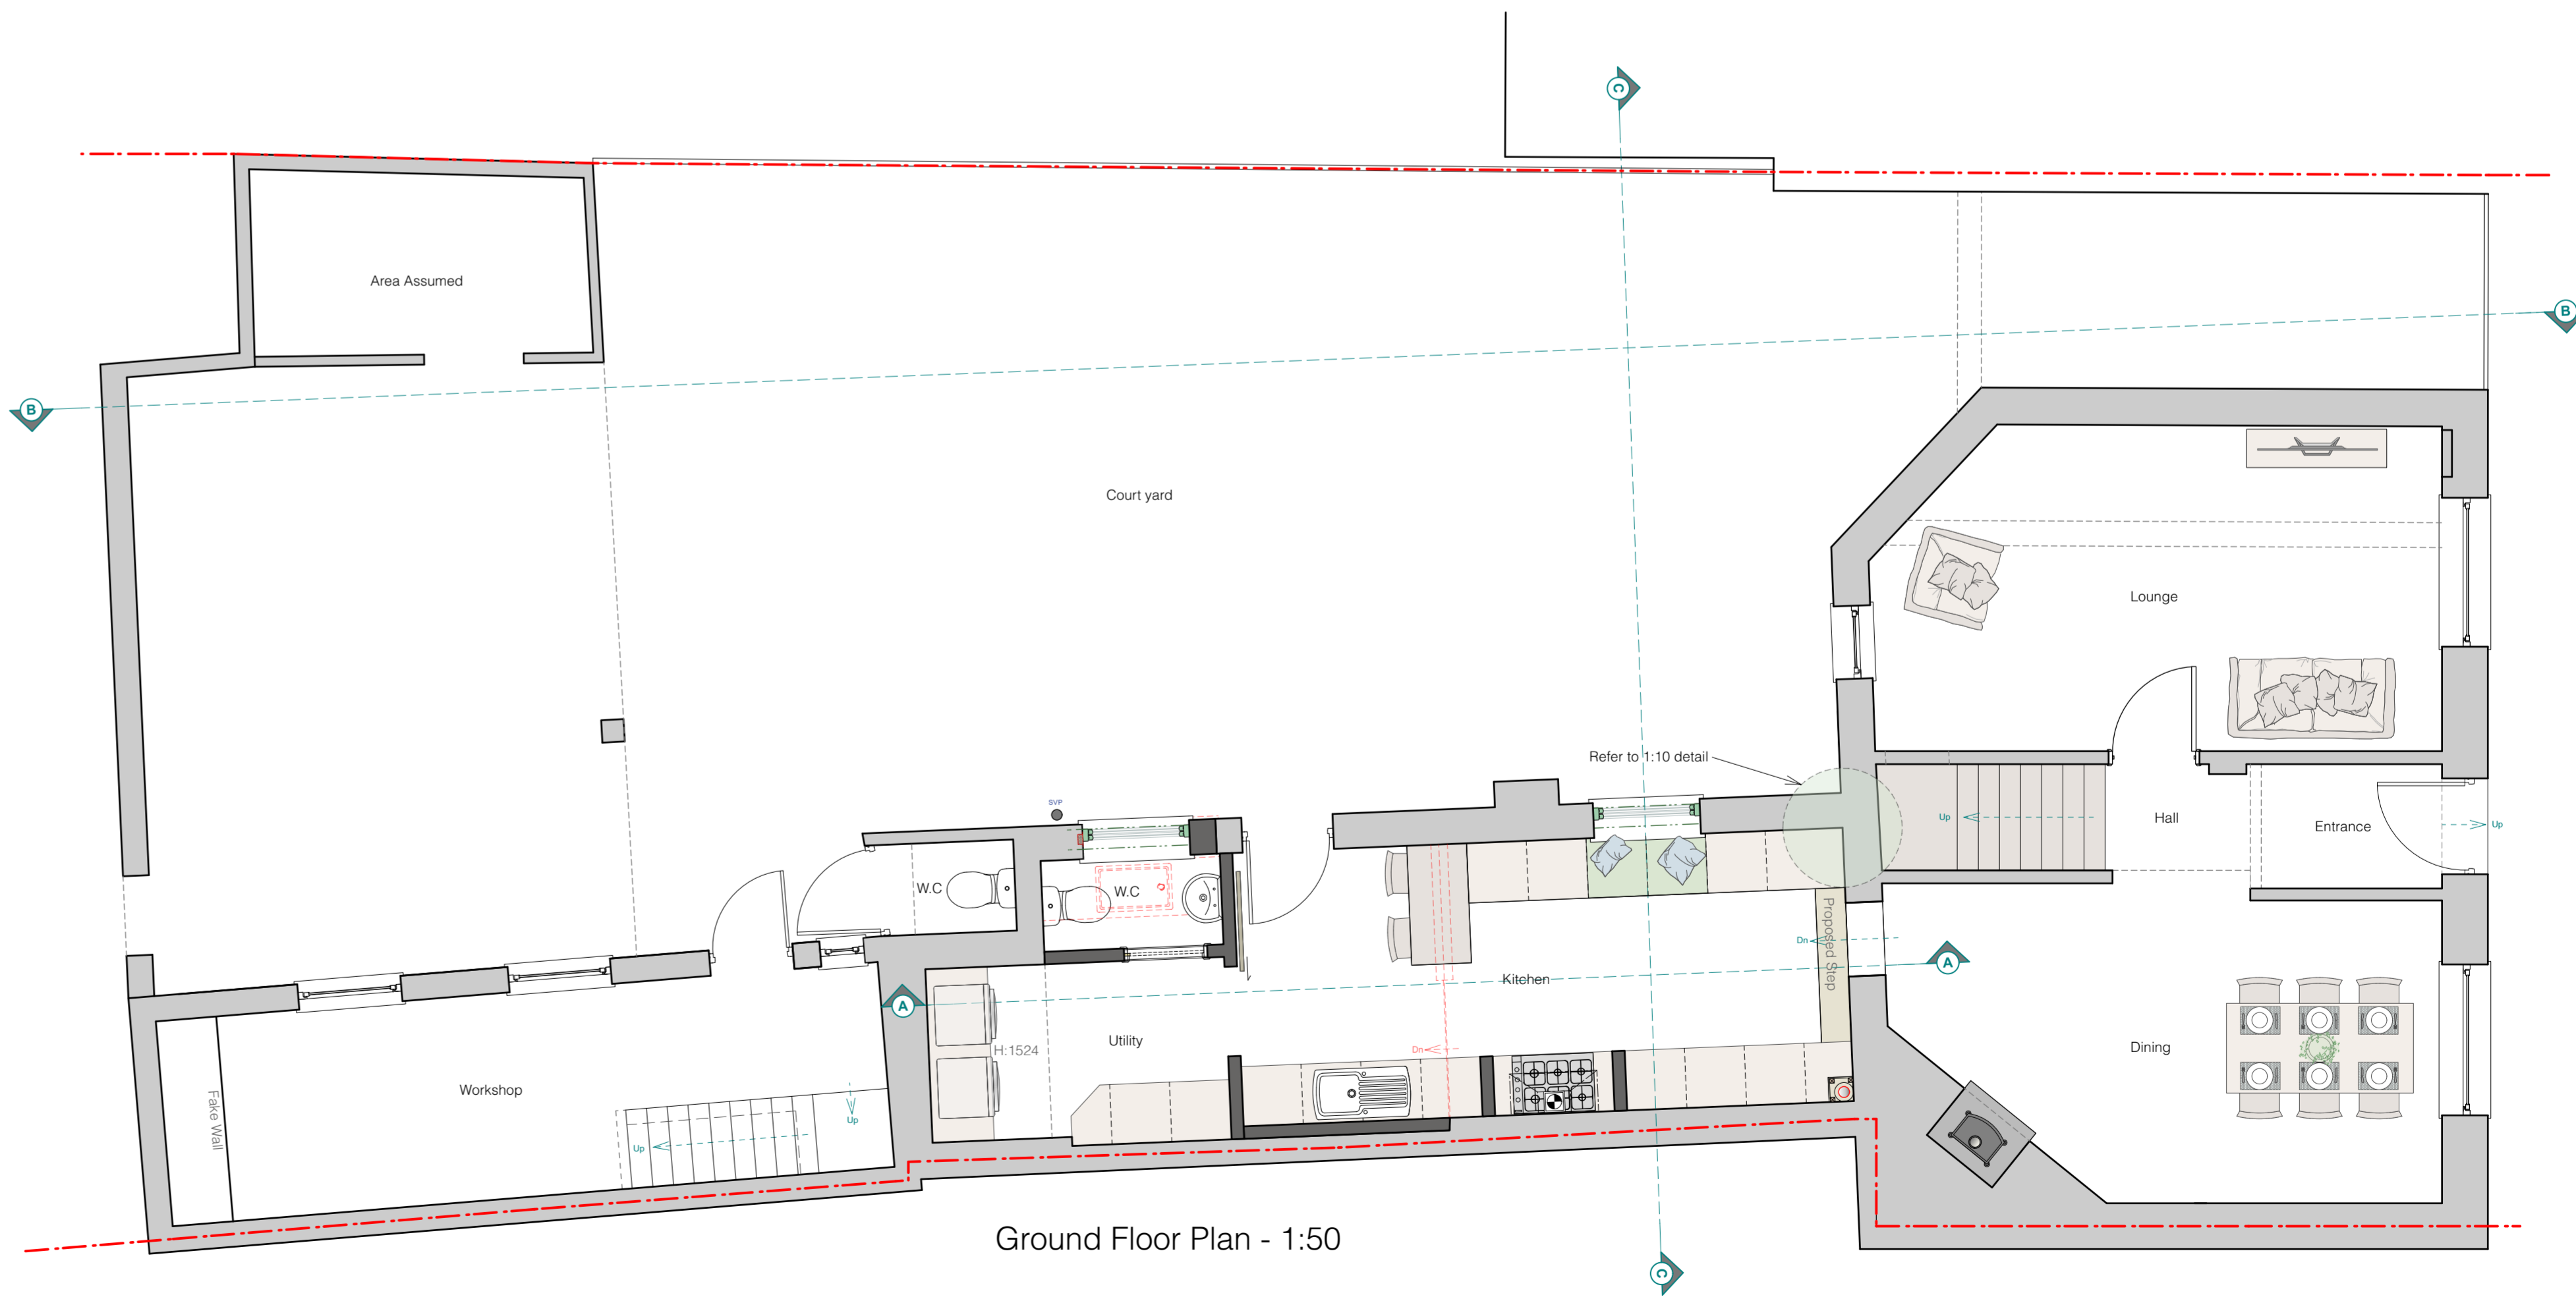 C
B
Area Assumed
B
Court yard
Lounge
Refer to 1:10 detail
SVP
Up
Hall
Entrance
Up
W.C
W.C
Proposed Step
Dn
A
Kitchen
A
Utility
H:1524
Dn
Dining
Workshop
Fake Wall
Up
Up
Ground Floor Plan - 1:50
C